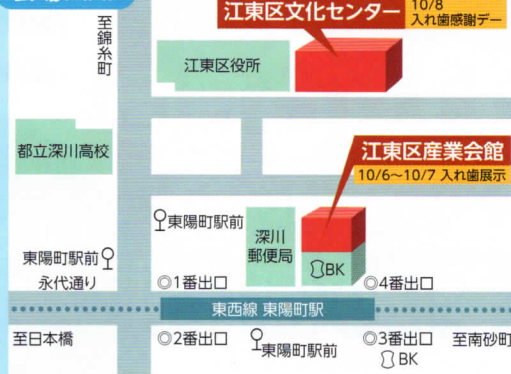 江東区文化センター
10/8
入れ歯感謝デー
至錦糸町
江東区役所
都立深川高校
江東区産業会館
10/6～10/7 入れ歯展示
東陽町駅前
深川
郵便局
BK
東陽町駅前
永代通り
◎1番出口
◎4番出口
東西線 東陽町駅
至日本橋
◎2番出口
東陽町駅前
◎3番出口
至南砂町
BK